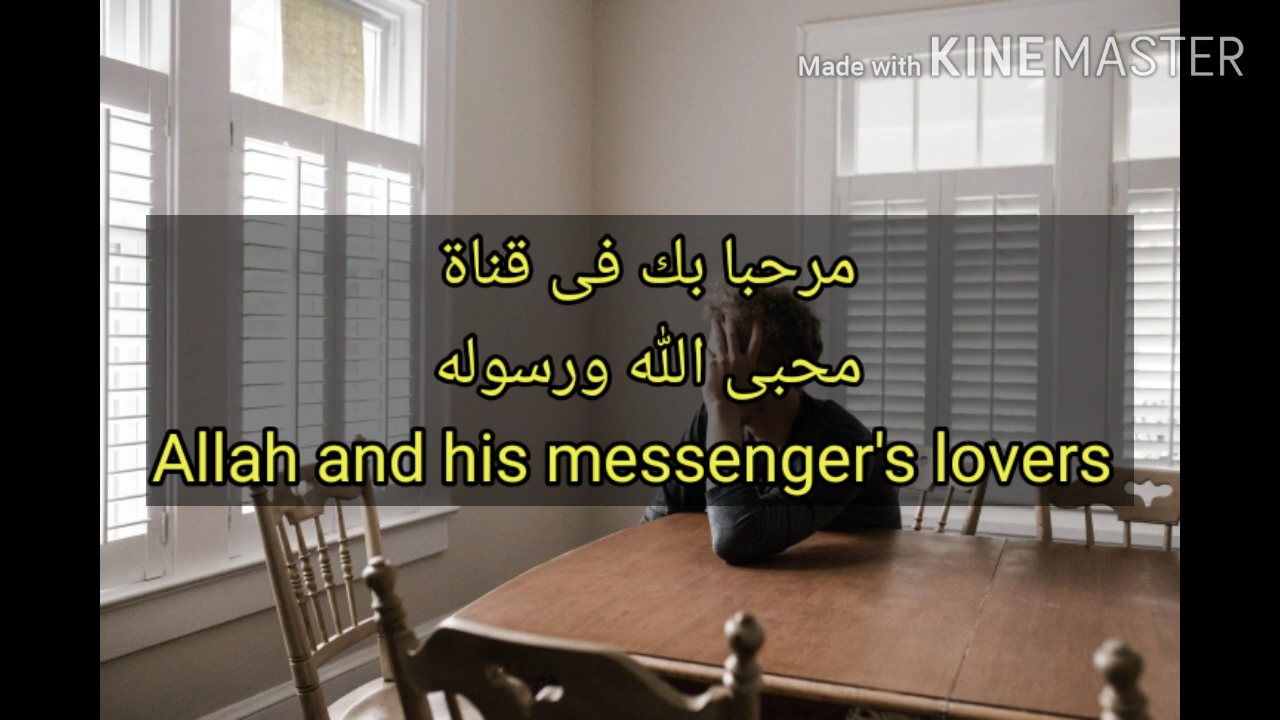 Made with KINEMASTER
مرحبا بك فى قناة
محبى الله ورسوله
Allah and his messenger's lovers